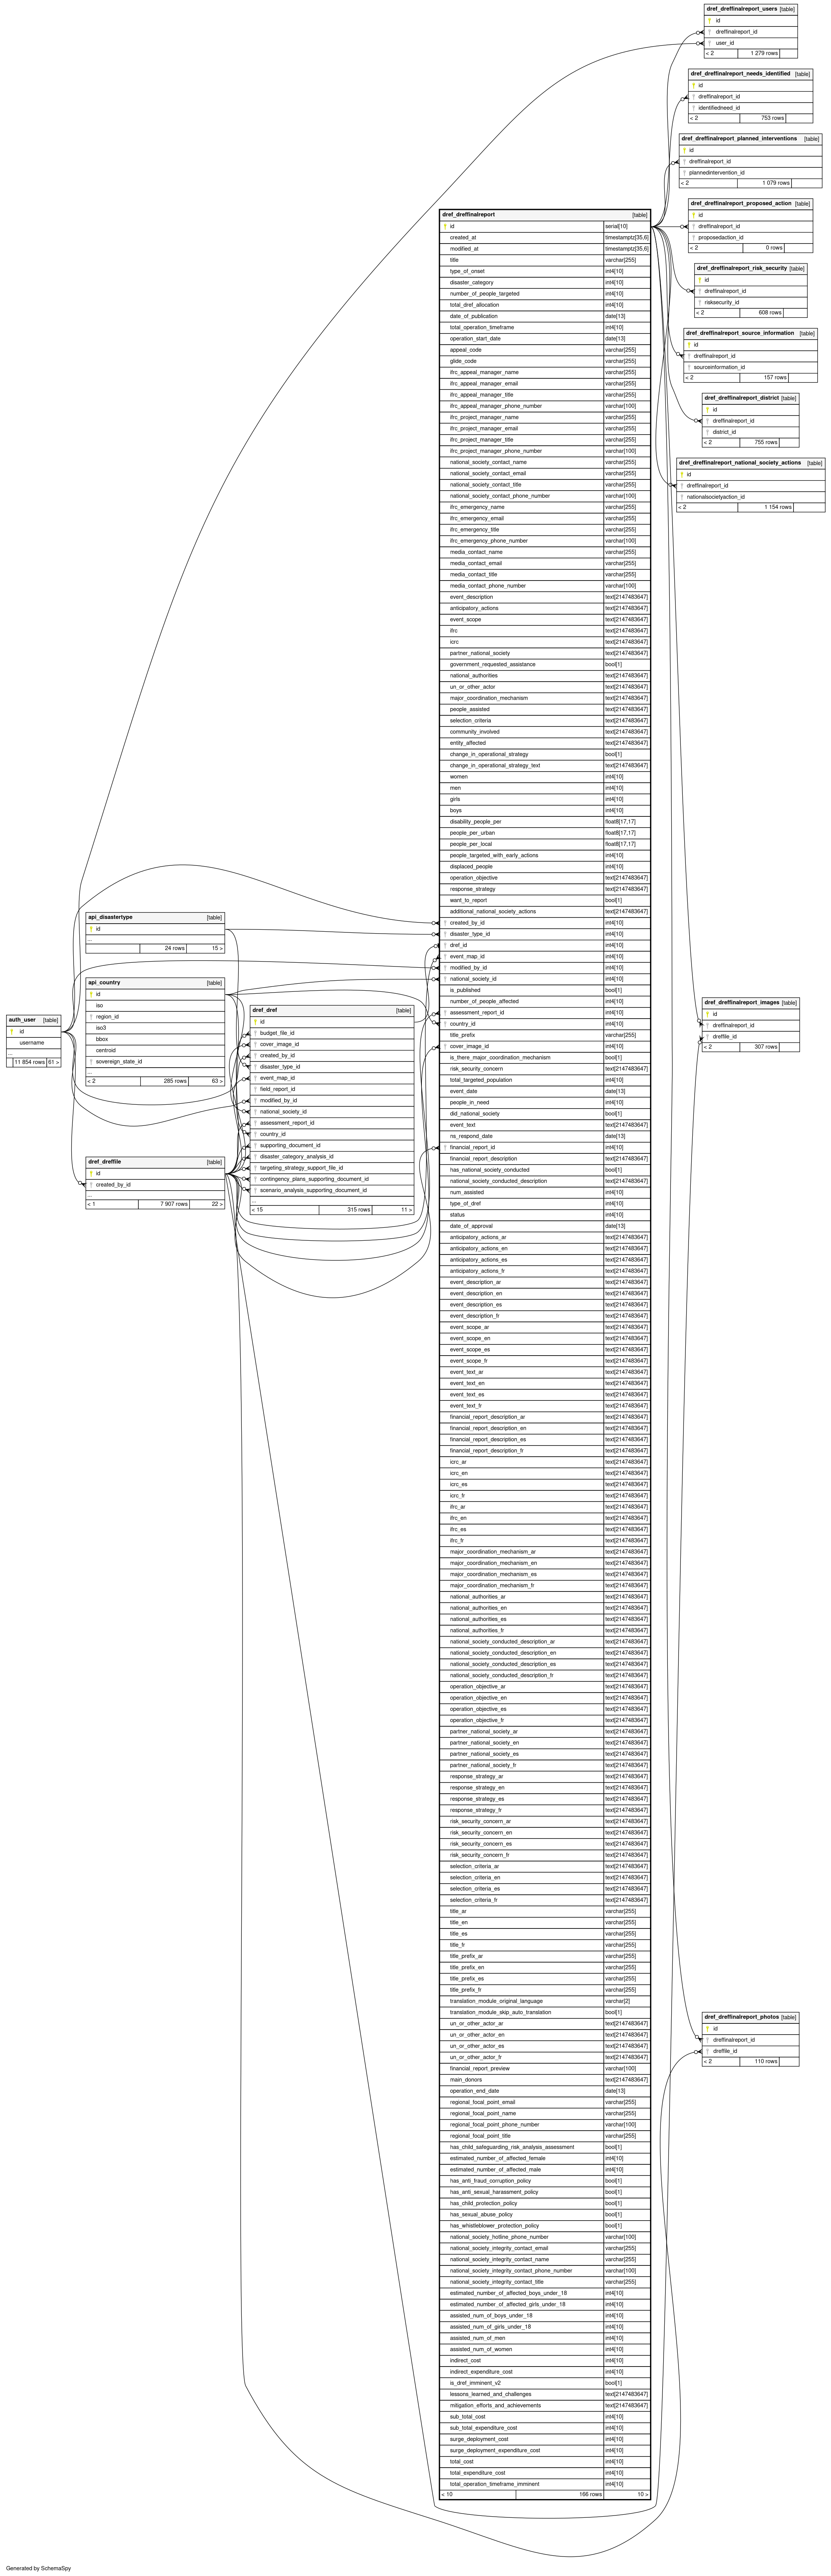 dref_dreffinalreport_users [table]
id
dreffinalreport_id
user_id
< 2 1 279 rows
dref_dreffinalreport_needs_identified [table]
id
dreffinalreport_id
identifiedneed_id
< 2 753 rows
dref_dreffinalreport_planned_interventions [table]
id
dreffinalreport_id
plannedintervention_id
< 2 1 079 rows
dref_dreffinalreport_proposed_action [table]
id
dreffinalreport_id
proposedaction_id
< 2 0 rows
dref_dreffinalreport_risk_security [table]
id
dreffinalreport_id
risksecurity_id
< 2 608 rows
dref_dreffinalreport_source_information [table]
id
dreffinalreport_id
sourceinformation_id
< 2 157 rows
dref_dreffinalreport_district [table]
id
dreffinalreport_id
district_id
< 2 755 rows
dref_dreffinalreport_national_society_actions [table]
id
dreffinalreport_id
nationalsocietyaction_id
< 2 1 154 rows
dref_dreffinalreport [table]
id serial[10]
created_at timestamptz[35,6]
modified_at timestamptz[35,6]
title varchar[255]
type_of_onset int4[10]
disaster_category int4[10]
number_of_people_targeted int4[10]
total_dref_allocation int4[10]
date_of_publication date[13]
total_operation_timeframe int4[10]
operation_start_date date[13]
appeal_code varchar[255]
glide_code varchar[255]
ifrc_appeal_manager_name varchar[255]
ifrc_appeal_manager_email varchar[255]
ifrc_appeal_manager_title varchar[255]
ifrc_appeal_manager_phone_number varchar[100]
ifrc_project_manager_name varchar[255]
ifrc_project_manager_email varchar[255]
ifrc_project_manager_title varchar[255]
ifrc_project_manager_phone_number varchar[100]
national_society_contact_name varchar[255]
national_society_contact_email varchar[255]
national_society_contact_title varchar[255]
national_society_contact_phone_number varchar[100]
ifrc_emergency_name varchar[255]
ifrc_emergency_email varchar[255]
ifrc_emergency_title varchar[255]
ifrc_emergency_phone_number varchar[100]
media_contact_name varchar[255]
media_contact_email varchar[255]
media_contact_title varchar[255]
media_contact_phone_number varchar[100]
event_description text[2147483647]
anticipatory_actions text[2147483647]
event_scope text[2147483647]
ifrc text[2147483647]
icrc text[2147483647]
partner_national_society text[2147483647]
government_requested_assistance bool[1]
national_authorities text[2147483647]
un_or_other_actor text[2147483647]
major_coordination_mechanism text[2147483647]
people_assisted text[2147483647]
selection_criteria text[2147483647]
community_involved text[2147483647]
entity_affected text[2147483647]
change_in_operational_strategy bool[1]
change_in_operational_strategy_text text[2147483647]
women int4[10]
men int4[10]
girls int4[10]
boys int4[10]
disability_people_per float8[17,17]
people_per_urban float8[17,17]
people_per_local float8[17,17]
people_targeted_with_early_actions int4[10]
displaced_people int4[10]
operation_objective text[2147483647]
response_strategy text[2147483647]
want_to_report bool[1]
additional_national_society_actions text[2147483647]
created_by_id int4[10]
disaster_type_id int4[10]
dref_id int4[10]
event_map_id int4[10]
modified_by_id int4[10]
national_society_id int4[10]
is_published bool[1]
number_of_people_affected int4[10]
assessment_report_id int4[10]
country_id int4[10]
title_prefix varchar[255]
cover_image_id int4[10]
is_there_major_coordination_mechanism bool[1]
risk_security_concern text[2147483647]
total_targeted_population int4[10]
event_date date[13]
people_in_need int4[10]
did_national_society bool[1]
event_text text[2147483647]
ns_respond_date date[13]
financial_report_id int4[10]
financial_report_description text[2147483647]
has_national_society_conducted bool[1]
national_society_conducted_description text[2147483647]
num_assisted int4[10]
type_of_dref int4[10]
status int4[10]
date_of_approval date[13]
anticipatory_actions_ar text[2147483647]
anticipatory_actions_en text[2147483647]
anticipatory_actions_es text[2147483647]
anticipatory_actions_fr text[2147483647]
event_description_ar text[2147483647]
event_description_en text[2147483647]
event_description_es text[2147483647]
event_description_fr text[2147483647]
event_scope_ar text[2147483647]
event_scope_en text[2147483647]
event_scope_es text[2147483647]
event_scope_fr text[2147483647]
event_text_ar text[2147483647]
event_text_en text[2147483647]
event_text_es text[2147483647]
event_text_fr text[2147483647]
financial_report_description_ar text[2147483647]
financial_report_description_en text[2147483647]
financial_report_description_es text[2147483647]
financial_report_description_fr text[2147483647]
icrc_ar text[2147483647]
icrc_en text[2147483647]
icrc_es text[2147483647]
icrc_fr text[2147483647]
ifrc_ar text[2147483647]
ifrc_en text[2147483647]
ifrc_es text[2147483647]
ifrc_fr text[2147483647]
major_coordination_mechanism_ar text[2147483647]
major_coordination_mechanism_en text[2147483647]
major_coordination_mechanism_es text[2147483647]
major_coordination_mechanism_fr text[2147483647]
national_authorities_ar text[2147483647]
national_authorities_en text[2147483647]
national_authorities_es text[2147483647]
national_authorities_fr text[2147483647]
national_society_conducted_description_ar text[2147483647]
national_society_conducted_description_en text[2147483647]
national_society_conducted_description_es text[2147483647]
national_society_conducted_description_fr text[2147483647]
operation_objective_ar text[2147483647]
operation_objective_en text[2147483647]
operation_objective_es text[2147483647]
operation_objective_fr text[2147483647]
partner_national_society_ar text[2147483647]
partner_national_society_en text[2147483647]
partner_national_society_es text[2147483647]
partner_national_society_fr text[2147483647]
response_strategy_ar text[2147483647]
response_strategy_en text[2147483647]
response_strategy_es text[2147483647]
response_strategy_fr text[2147483647]
risk_security_concern_ar text[2147483647]
risk_security_concern_en text[2147483647]
risk_security_concern_es text[2147483647]
risk_security_concern_fr text[2147483647]
selection_criteria_ar text[2147483647]
selection_criteria_en text[2147483647]
selection_criteria_es text[2147483647]
selection_criteria_fr text[2147483647]
title_ar varchar[255]
title_en varchar[255]
title_es varchar[255]
title_fr varchar[255]
title_prefix_ar varchar[255]
title_prefix_en varchar[255]
title_prefix_es varchar[255]
title_prefix_fr varchar[255]
translation_module_original_language varchar[2]
translation_module_skip_auto_translation bool[1]
un_or_other_actor_ar text[2147483647]
un_or_other_actor_en text[2147483647]
un_or_other_actor_es text[2147483647]
un_or_other_actor_fr text[2147483647]
financial_report_preview varchar[100]
main_donors text[2147483647]
operation_end_date date[13]
regional_focal_point_email varchar[255]
regional_focal_point_name varchar[255]
regional_focal_point_phone_number varchar[100]
regional_focal_point_title varchar[255]
has_child_safeguarding_risk_analysis_assessment bool[1]
estimated_number_of_affected_female int4[10]
estimated_number_of_affected_male int4[10]
has_anti_fraud_corruption_policy bool[1]
has_anti_sexual_harassment_policy bool[1]
has_child_protection_policy bool[1]
has_sexual_abuse_policy bool[1]
has_whistleblower_protection_policy bool[1]
national_society_hotline_phone_number varchar[100]
national_society_integrity_contact_email varchar[255]
national_society_integrity_contact_name varchar[255]
national_society_integrity_contact_phone_number varchar[100]
national_society_integrity_contact_title varchar[255]
estimated_number_of_affected_boys_under_18 int4[10]
estimated_number_of_affected_girls_under_18 int4[10]
assisted_num_of_boys_under_18 int4[10]
assisted_num_of_girls_under_18 int4[10]
assisted_num_of_men int4[10]
assisted_num_of_women int4[10]
indirect_cost int4[10]
indirect_expenditure_cost int4[10]
is_dref_imminent_v2 bool[1]
lessons_learned_and_challenges text[2147483647]
mitigation_efforts_and_achievements text[2147483647]
sub_total_cost int4[10]
sub_total_expenditure_cost int4[10]
surge_deployment_cost int4[10]
surge_deployment_expenditure_cost int4[10]
total_cost int4[10]
total_expenditure_cost int4[10]
total_operation_timeframe_imminent int4[10]
< 10 166 rows 10 >
api_disastertype [table]
id
...
24 rows 15 >
api_country [table]
id
iso
region_id
iso3
bbox
centroid
sovereign_state_id
...
< 2 285 rows 63 >
auth_user [table]
id
username
...
11 854 rows 61 >
dref_dreffile [table]
id
created_by_id
...
< 1 7 907 rows 22 >
dref_dref [table]
id
budget_file_id
cover_image_id
created_by_id
disaster_type_id
event_map_id
field_report_id
modified_by_id
national_society_id
assessment_report_id
country_id
supporting_document_id
disaster_category_analysis_id
targeting_strategy_support_file_id
contingency_plans_supporting_document_id
scenario_analysis_supporting_document_id
...
< 15 315 rows 11 >
dref_dreffinalreport_images [table]
id
dreffinalreport_id
dreffile_id
< 2 307 rows
dref_dreffinalreport_photos [table]
id
dreffinalreport_id
dreffile_id
< 2 110 rows
Generated by SchemaSpy